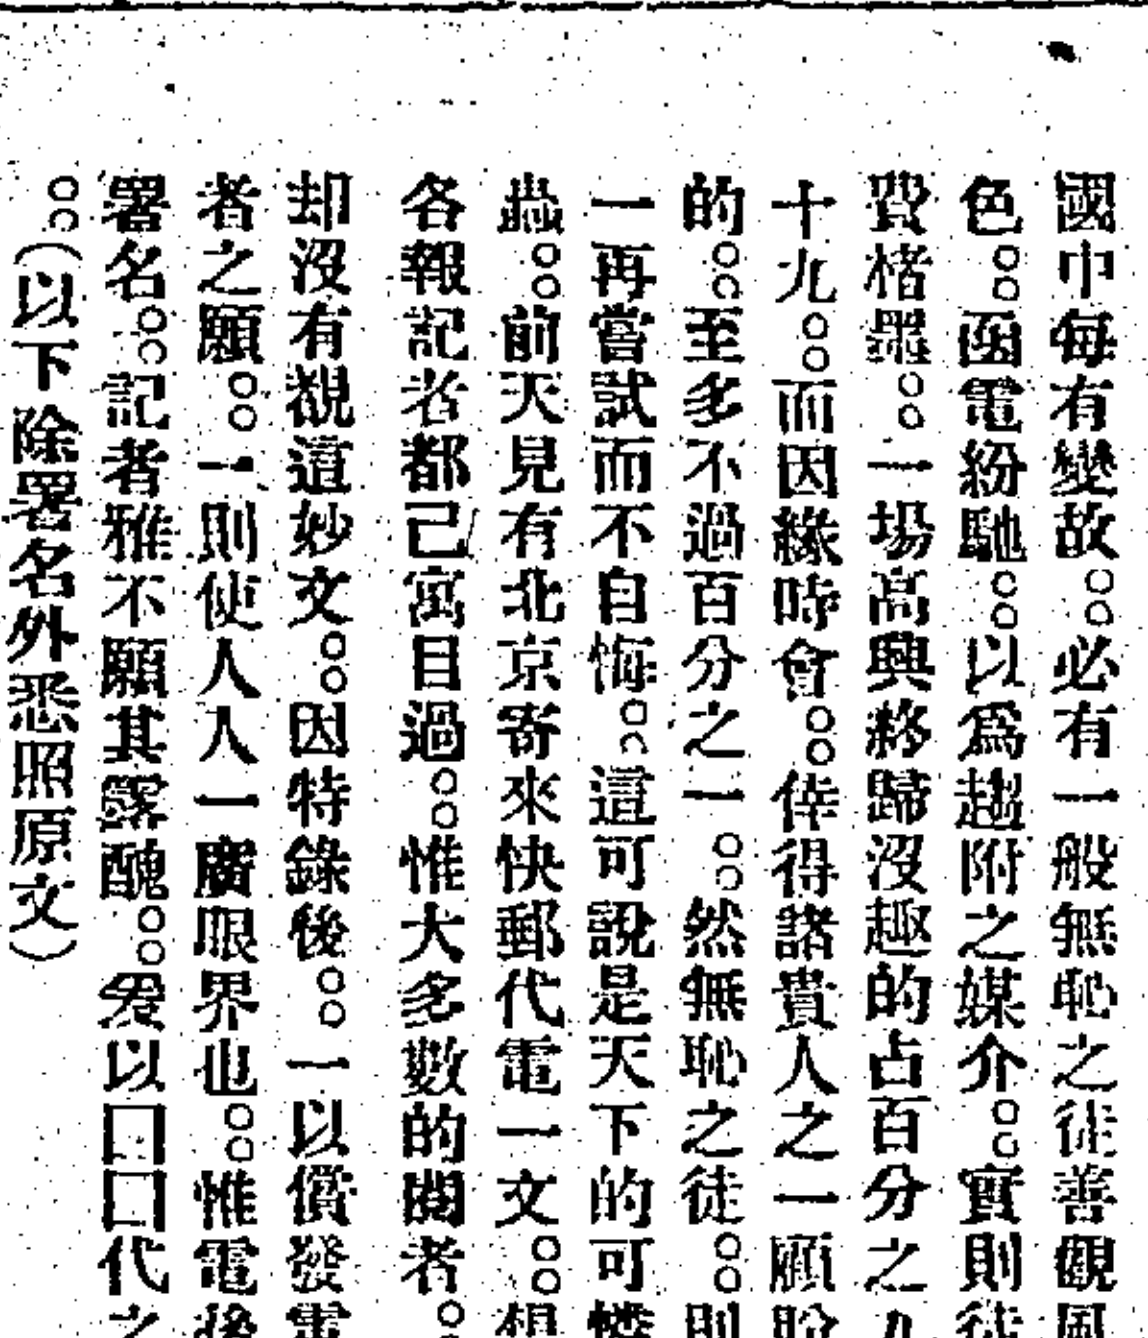 國中每有變故。。必有一般無恥之徒善觀風
色。。函電紛馳。。以爲趨附之媒介。。實則徒
費楮墨。。一場高興終歸沒趣的占百分之九
十九。。而因緣時會。。倖得諸貴人之一顧盼
的。。至多不過百分之一。。然無恥之徒。。則
一再嘗試而不自悔。。這可說是天下的可憐
蟲。。前天見有北京寄來快郵代電一文。。想
各報記者都已寓目過。。惟大多數的閱者。。
却沒有覩這妙文。。因特錄後。。一以償發電
者之願。。一則使人人一廣眼界也。。惟電後
署名。。記者雅不願其露醜。。爰以囗囗代之
。。(以下除署名外悉照原文)